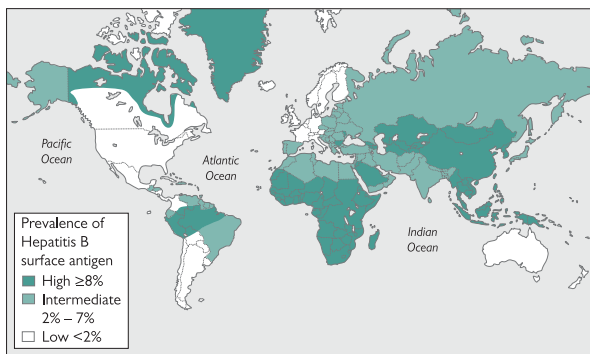 Pacific
Ocean
Atlantic
Ocean
Indian
Ocean
Prevalence of
Hepatitis B
surface antigen
High ≥8%
Intermediate
2% – 7%
Low <2%